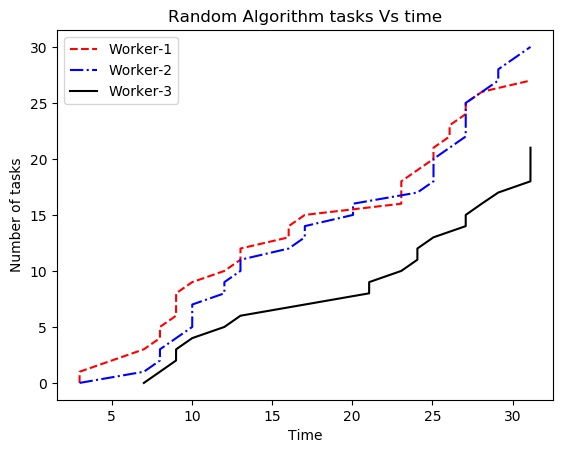 Random Algorithm tasks Vs time
Worker-1
Worker-2
Worker-3
Number of tasks
30
25
20
15
10
5
0
5 10 15 20 25 30
Time